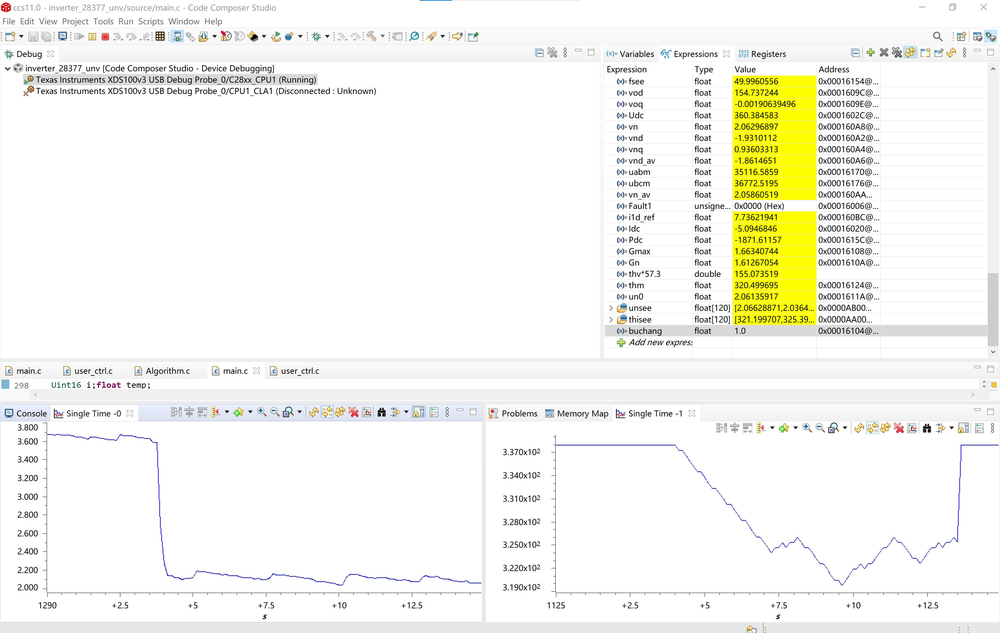 ccs11.0 - inverter_28377_unv/source/main.c - Code Composer Studio
File Edit View Project Tools Run Scripts Window Help
Debug
inverter_28377_unv [Code Composer Studio - Device Debugging]
Texas Instruments XDS100v3 USB Debug Probe_0/C28xx_CPU1 (Running)
Texas Instruments XDS100v3 USB Debug Probe_0/CPU1_CLA1 (Disconnected : Unknown)
(x)= Variables Expressions 1010 0101 Registers
Expression Type Value Address
(x)= fsee float 49.9960556 0x00016154@...
(x)= vod float 154.737244 0x0001609C@...
(x)= voq float -0.00190639496 0x0001609E@...
(x)= Udc float 360.384583 0x0001602C@...
(x)= vn float 2.06296897 0x000160A8@...
(x)= vnd float -1.9310112 0x000160A2@...
(x)= vnq float 0.93603313 0x000160A4@...
(x)= vnd_av float -1.8614651 0x000160A6@...
(x)= uabm float 35116.5859 0x00016170@...
(x)= ubcm float 36772.5195 0x00016176@...
(x)= vn_av float 2.05860519 0x000160AA...
(x)= Fault1 unsigne... 0x0000 (Hex) 0x00016006@...
(x)= i1d_ref float 7.73621941 0x000160BC@...
(x)= Idc float -5.0946846 0x00016020@...
(x)= Pdc float -1871.61157 0x0001615C@...
(x)= Gmax float 1.66340744 0x00016108@...
(x)= Gn float 1.61267054 0x0001610A@...
(x)= thv*57.3 double 155.073519
(x)= thm float 320.499695 0x00016124@...
(x)= un0 float 2.06135917 0x0001611A@...
unsee float[120] [2.06628871,2.0364... 0x0000AB00...
thisee float[120] [321.199707,325.39... 0x0000AA00...
(x)= buchang float 1.0 0x00016104@...
Add new express
main.c user_ctrl.c Algorithm.c main.c user_ctrl.c
298 Uint16 i;float temp;
Console Single Time -0
3.800
3.600
3.400
3.200
3.000
2.800
2.600
2.400
2.200
2.000
1290 +2.5 +5 +7.5 +10 +12.5
s
Problems Memory Map Single Time -1
3.370x10²
3.340x10²
3.310x10²
3.280x10²
3.250x10²
3.220x10²
3.190x10²
1125 +2.5 +5 +7.5 +10 +12.5
s